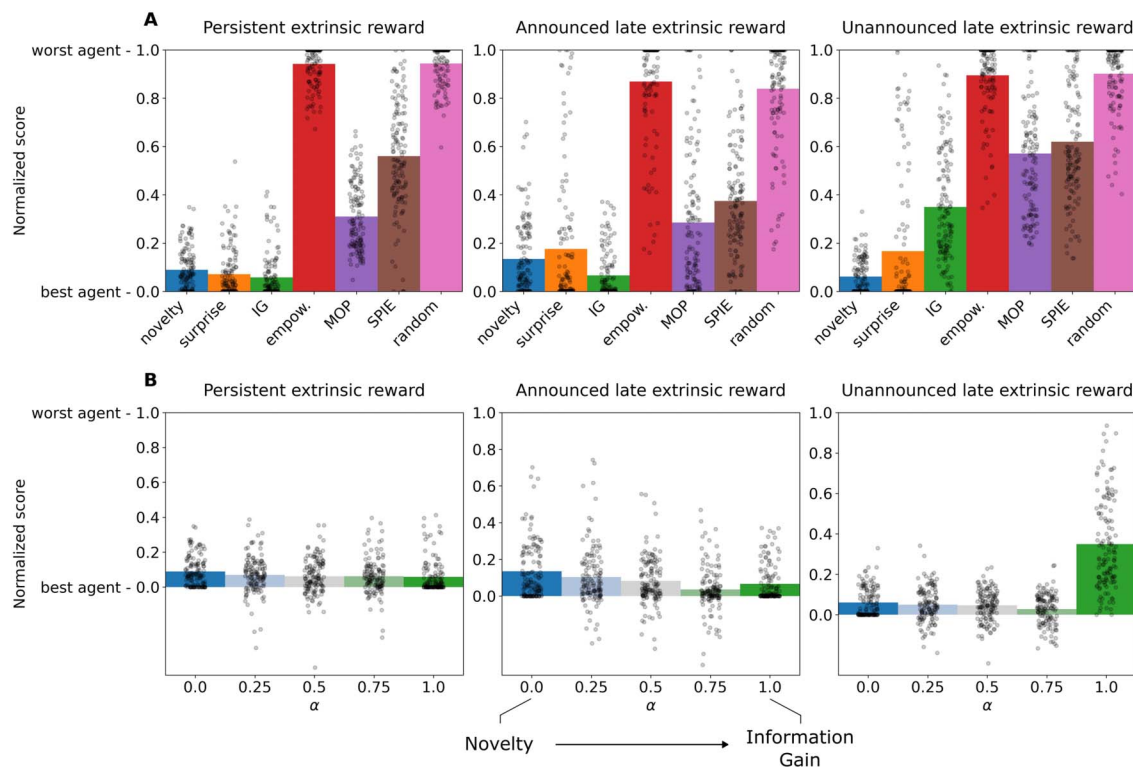 A
Persistent extrinsic reward
Announced late extrinsic reward
Unannounced late extrinsic reward
Normalized score
worst agent - 1.0
0.8
0.6
0.4
0.2
best agent - 0.0
1.0
0.8
0.6
0.4
0.2
0.0
1.0
0.8
0.6
0.4
0.2
0.0
novelty
surprise
IG
empow.
MOP
SPIE
random
novelty
surprise
IG
empow.
MOP
SPIE
random
novelty
surprise
IG
empow.
MOP
SPIE
random
B
Persistent extrinsic reward
Announced late extrinsic reward
Unannounced late extrinsic reward
Normalized score
worst agent - 1.0
0.8
0.6
0.4
0.2
best agent - 0.0
1.0
0.8
0.6
0.4
0.2
0.0
1.0
0.8
0.6
0.4
0.2
0.0
0.0 0.25 0.5 0.75 1.0
α
0.0 0.25 0.5 0.75 1.0
α
0.0 0.25 0.5 0.75 1.0
α
Novelty
Information
Gain